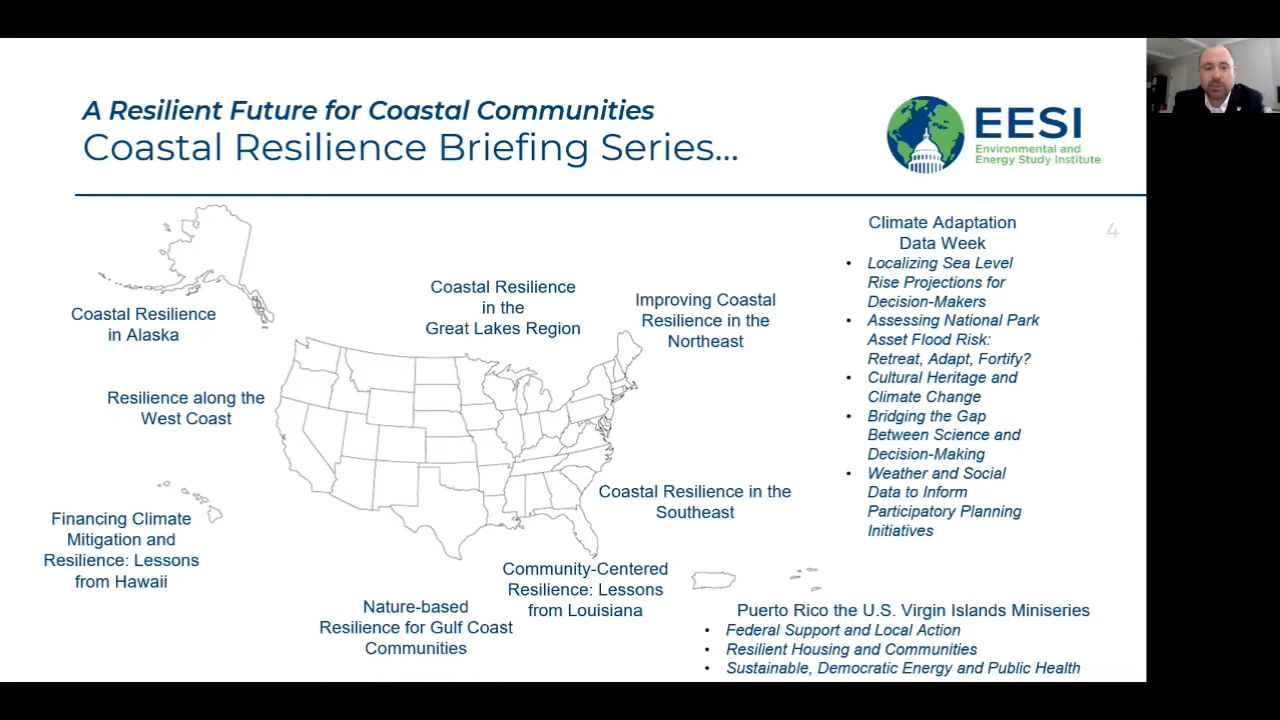 A Resilient Future for Coastal Communities
Coastal Resilience Briefing Series...
EESI
Environmental and
Energy Study Institute
4
Coastal Resilience
in Alaska
Coastal Resilience
in the
Great Lakes Region
Improving Coastal
Resilience in the
Northeast
Resilience along the
West Coast
Coastal Resilience in the
Southeast
Financing Climate
Mitigation and
Resilience: Lessons
from Hawaii
Community-Centered
Resilience: Lessons
from Louisiana
Nature-based
Resilience for Gulf Coast
Communities
Climate Adaptation
Data Week
• Localizing Sea Level
Rise Projections for
Decision-Makers
• Assessing National Park
Asset Flood Risk:
Retreat, Adapt, Fortify?
• Cultural Heritage and
Climate Change
• Bridging the Gap
Between Science and
Decision-Making
• Weather and Social
Data to Inform
Participatory Planning
Initiatives
Puerto Rico the U.S. Virgin Islands Miniseries
• Federal Support and Local Action
• Resilient Housing and Communities
• Sustainable, Democratic Energy and Public Health